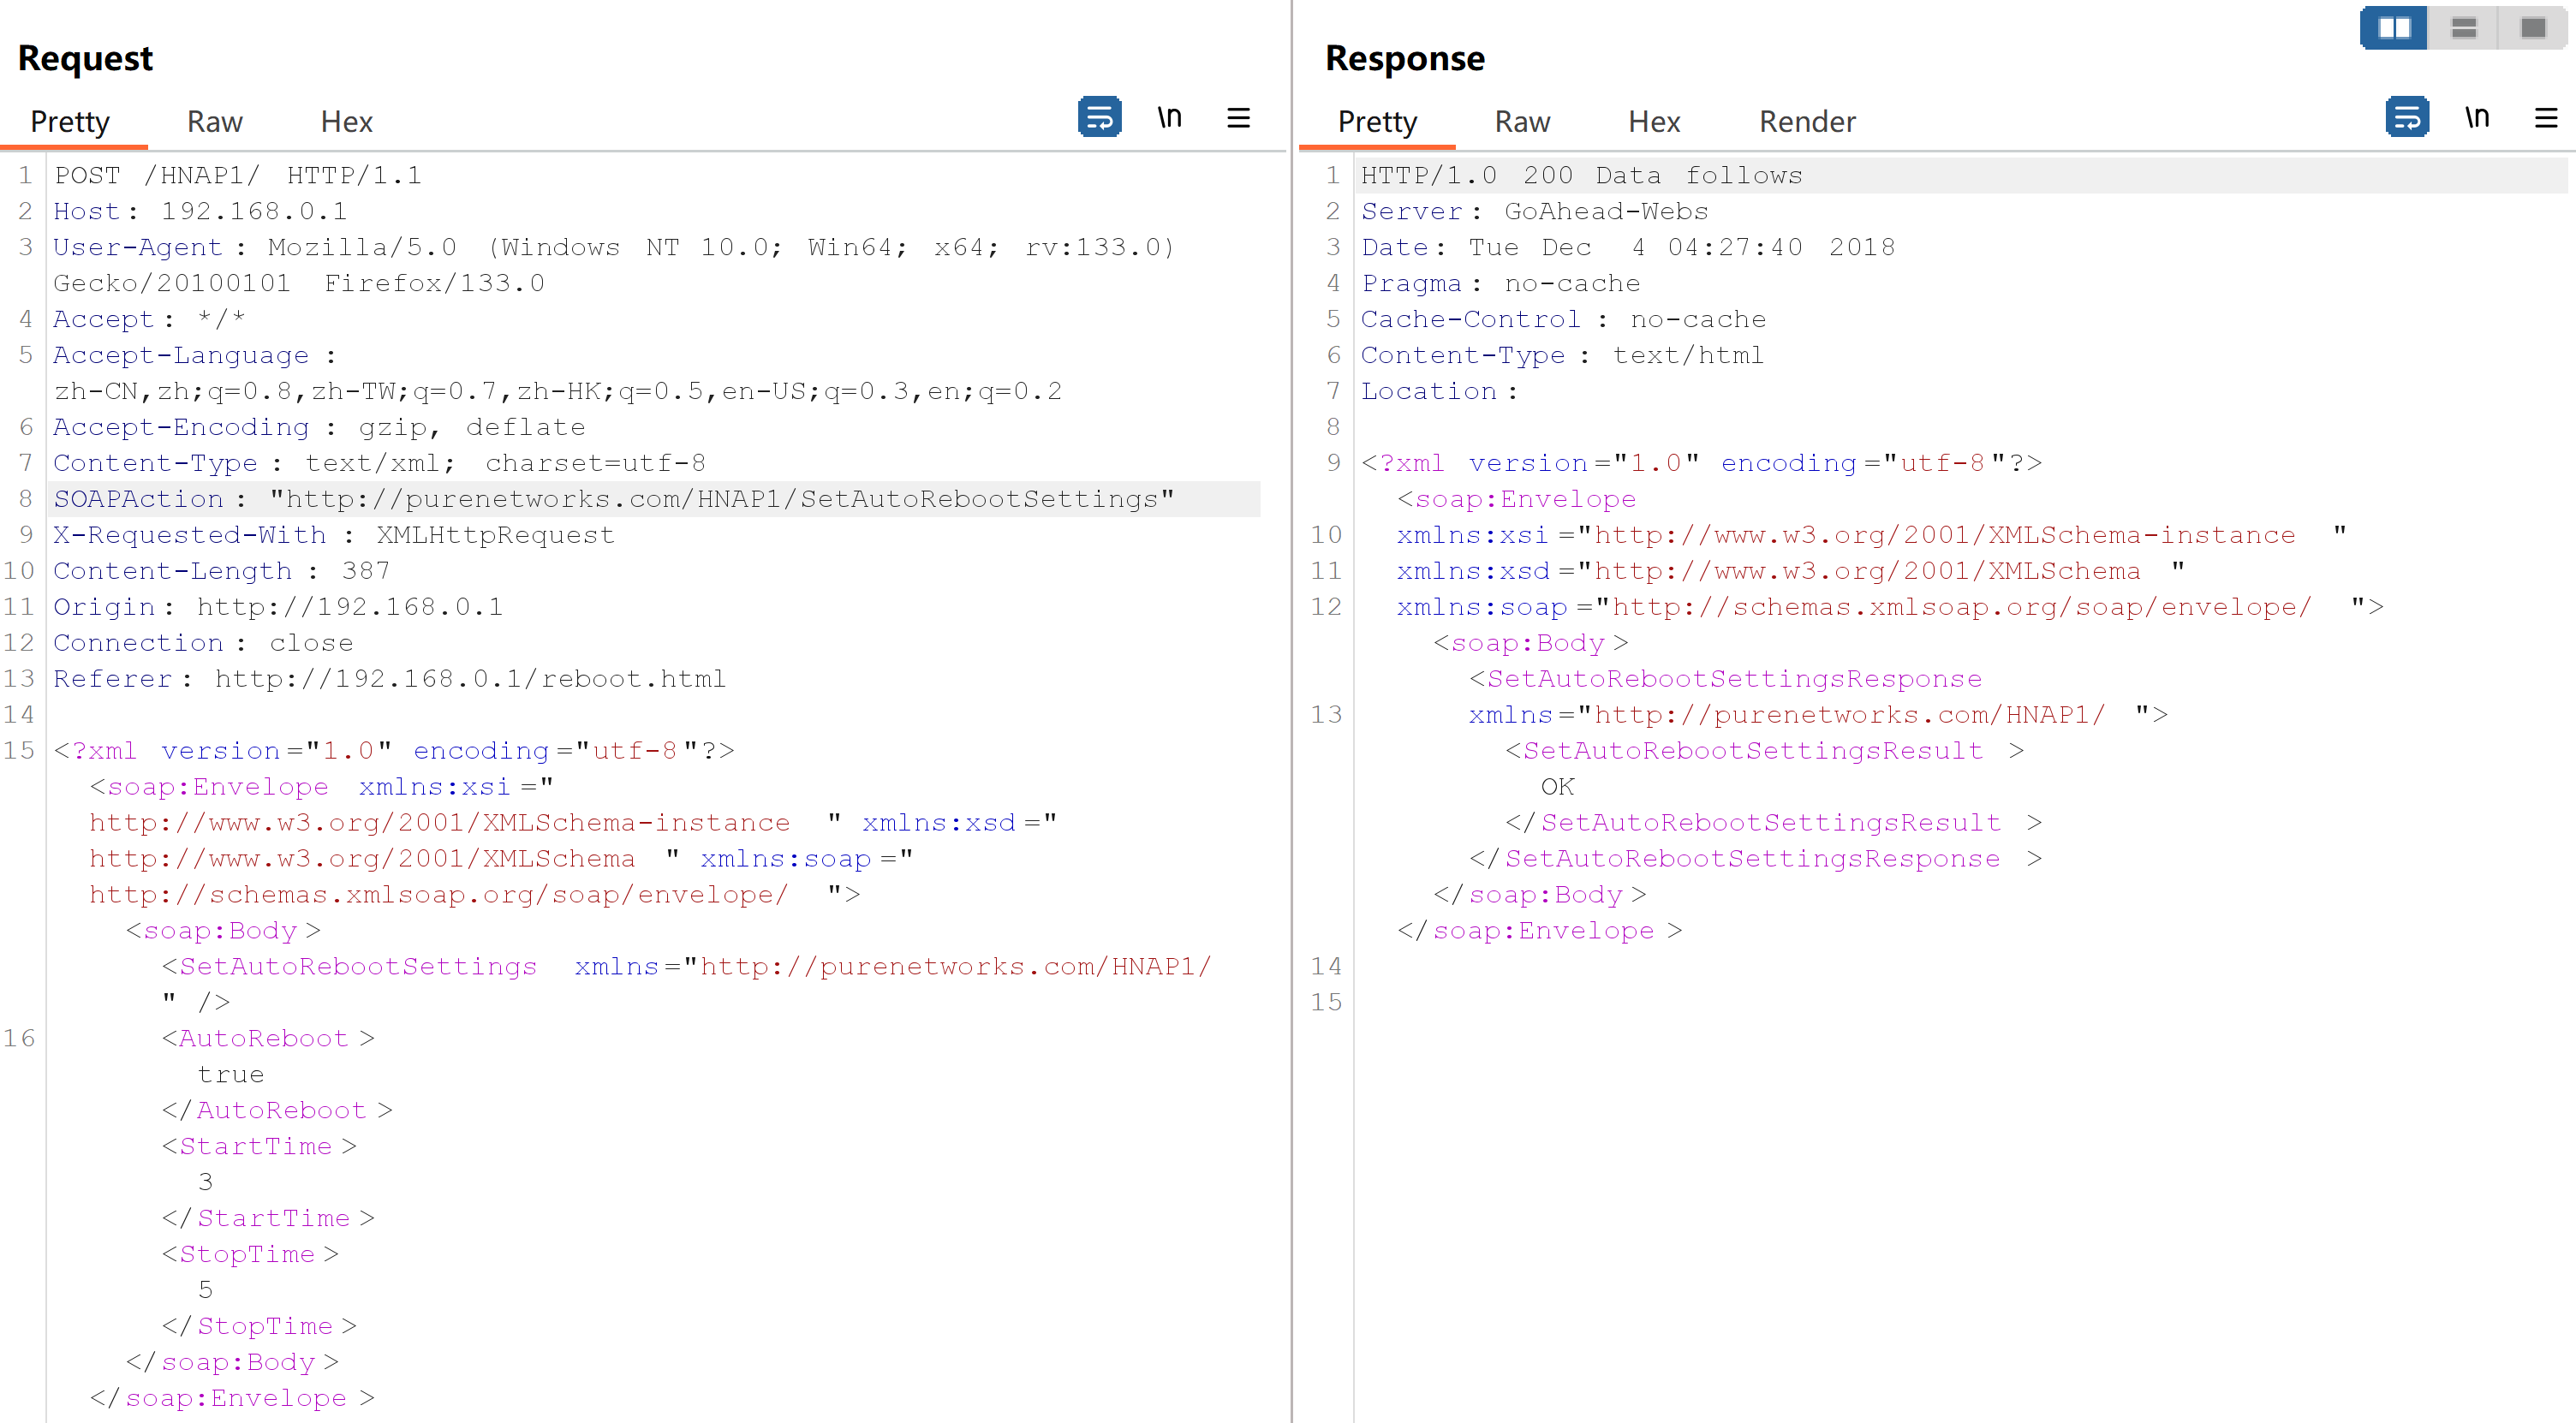 Request
Pretty Raw Hex \n
1 POST /HNAP1/ HTTP/1.1
2 Host: 192.168.0.1
3 User-Agent: Mozilla/5.0 (Windows NT 10.0; Win64; x64; rv:133.0)
Gecko/20100101 Firefox/133.0
4 Accept: */*
5 Accept-Language:
zh-CN,zh;q=0.8,zh-TW;q=0.7,zh-HK;q=0.5,en-US;q=0.3,en;q=0.2
6 Accept-Encoding: gzip, deflate
7 Content-Type: text/xml; charset=utf-8
8 SOAPAction: "http://purenetworks.com/HNAP1/SetAutoRebootSettings"
9 X-Requested-With: XMLHttpRequest
10 Content-Length: 387
11 Origin: http://192.168.0.1
12 Connection: close
13 Referer: http://192.168.0.1/reboot.html
14
15 <?xml version="1.0" encoding="utf-8"?>
<soap:Envelope xmlns:xsi="
http://www.w3.org/2001/XMLSchema-instance" xmlns:xsd="
http://www.w3.org/2001/XMLSchema" xmlns:soap="
http://schemas.xmlsoap.org/soap/envelope/">
<soap:Body>
<SetAutoRebootSettings xmlns="http://purenetworks.com/HNAP1/
" />
16 <AutoReboot>
true
</AutoReboot>
<StartTime>
3
</StartTime>
<StopTime>
5
</StopTime>
</soap:Body>
</soap:Envelope>
Response
Pretty Raw Hex Render \n
1 HTTP/1.0 200 Data follows
2 Server: GoAhead-Webs
3 Date: Tue Dec  4 04:27:40 2018
4 Pragma: no-cache
5 Cache-Control: no-cache
6 Content-Type: text/html
7 Location:
8
9 <?xml version="1.0" encoding="utf-8"?>
<soap:Envelope
10 xmlns:xsi="http://www.w3.org/2001/XMLSchema-instance"
11 xmlns:xsd="http://www.w3.org/2001/XMLSchema"
12 xmlns:soap="http://schemas.xmlsoap.org/soap/envelope/">
<soap:Body>
<SetAutoRebootSettingsResponse
13 xmlns="http://purenetworks.com/HNAP1/">
<SetAutoRebootSettingsResult>
OK
</SetAutoRebootSettingsResult>
</SetAutoRebootSettingsResponse>
</soap:Body>
</soap:Envelope>
14
15